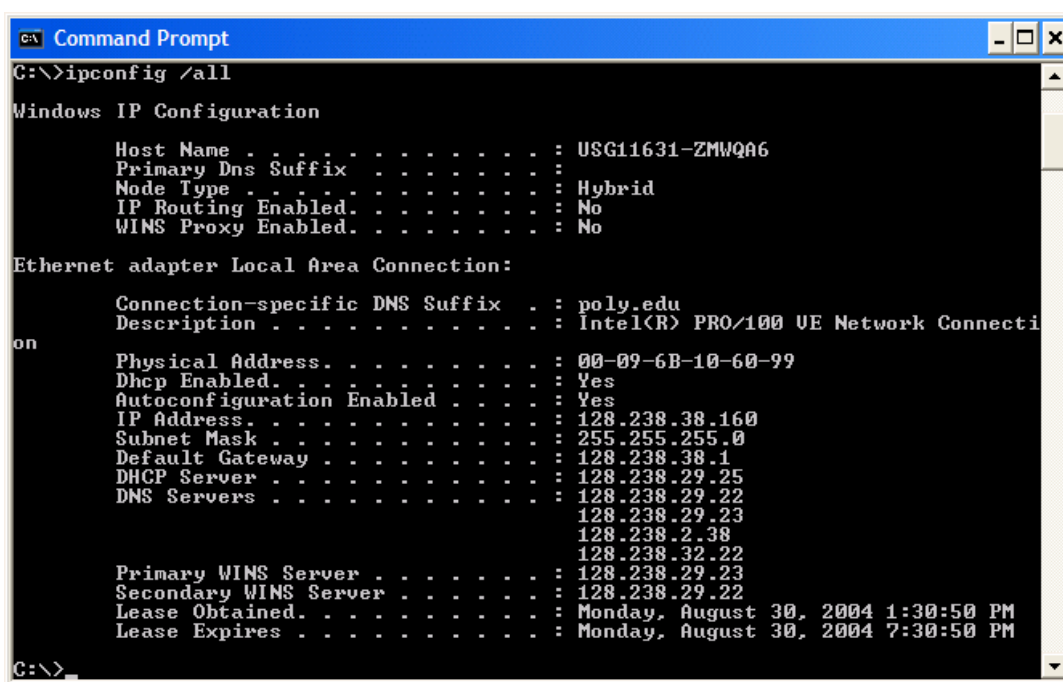 Command Prompt
C:\>ipconfig /all
Windows IP Configuration
Host Name . . . . . . . . . . . . : USG11631-ZMWQA6
Primary Dns Suffix . . . . . . . :
Node Type . . . . . . . . . . . . : Hybrid
IP Routing Enabled. . . . . . . . : No
WINS Proxy Enabled. . . . . . . . : No
Ethernet adapter Local Area Connection:
Connection-specific DNS Suffix . : poly.edu
Description . . . . . . . . . . . : Intel(R) PRO/100 VE Network Connecti
on
Physical Address. . . . . . . . . : 00-09-6B-10-60-99
Dhcp Enabled. . . . . . . . . . . : Yes
Autoconfiguration Enabled . . . . : Yes
IP Address. . . . . . . . . . . . : 128.238.38.160
Subnet Mask . . . . . . . . . . . : 255.255.255.0
Default Gateway . . . . . . . . . : 128.238.38.1
DHCP Server . . . . . . . . . . . : 128.238.29.25
DNS Servers . . . . . . . . . . . : 128.238.29.22
128.238.29.23
128.238.2.38
128.238.32.22
Primary WINS Server . . . . . . . : 128.238.29.23
Secondary WINS Server . . . . . . : 128.238.29.22
Lease Obtained. . . . . . . . . . : Monday, August 30, 2004 1:30:50 PM
Lease Expires . . . . . . . . . . : Monday, August 30, 2004 7:30:50 PM
C:\>_